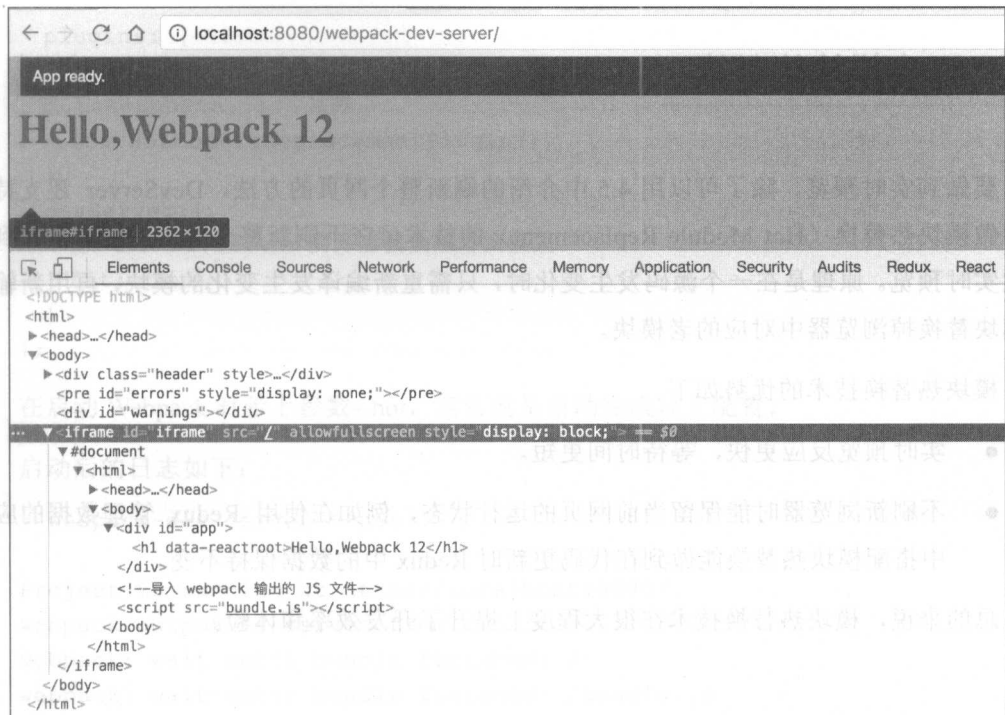 localhost:8080/webpack-dev-server/
App ready.
Hello,Webpack 12
iframe#iframe | 2362×120
Elements Console Sources Network Performance Memory Application Security Audits Redux React
<!DOCTYPE html>
<html>
▶<head>…</head>
▼<body>
▶<div class="header" style>…</div>
<pre id="errors" style="display: none;"></pre>
<div id="warnings"></div>
… ▼<iframe id="iframe" src="/" allowfullscreen style="display: block;"> == $0
▼#document
▼<html>
▶<head>…</head>
▼<body>
▼<div id="app">
<h1 data-reactroot>Hello,Webpack 12</h1>
</div>
<!--导入 webpack 输出的 JS 文件-->
<script src="bundle.js"></script>
</body>
</html>
</iframe>
</body>
</html>